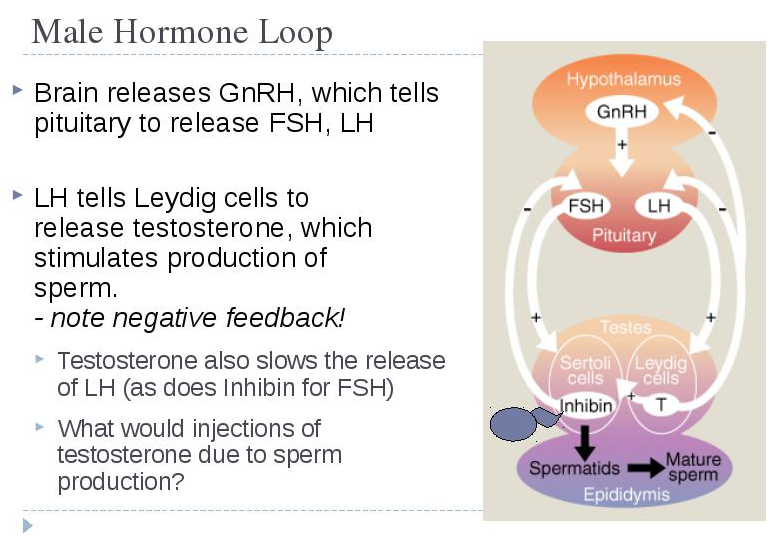 Male Hormone Loop
Brain releases GnRH, which tells
pituitary to release FSH, LH
LH tells Leydig cells to
release testosterone, which
stimulates production of
sperm.
- note negative feedback!
Testosterone also slows the release
of LH (as does Inhibin for FSH)
What would injections of
testosterone due to sperm
production?
Hypothalamus
GnRH
-
+
FSH
LH
-
-
Pituitary
+
+
Testes
Sertoli
cells
Leydig
cells
+
Inhibin
T
Spermatids
Mature
sperm
Epididymis